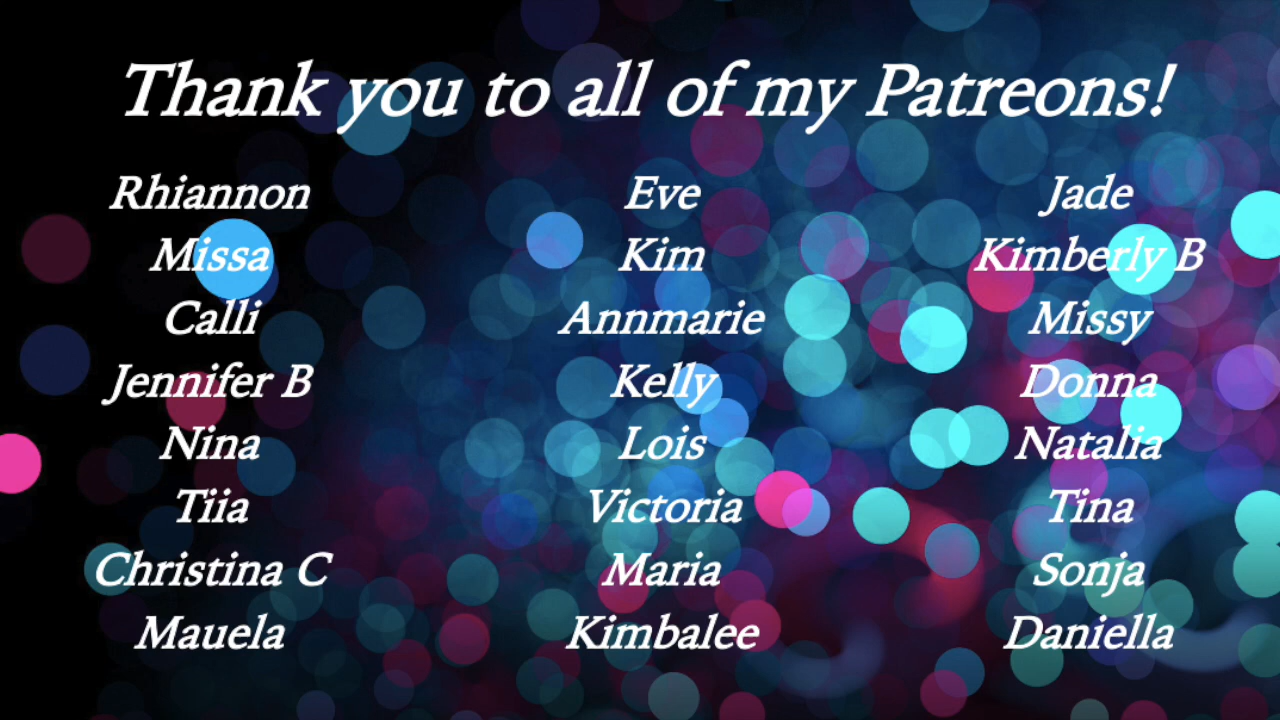 Thank you to all of my Patreons!
Rhiannon Eve Jade
Missa Kim Kimberly B
Calli Annmarie Missy
Jennifer B Kelly Donna
Nina Lois Natalia
Tiia Victoria Tina
Christina C Maria Sonja
Mauela Kimbalee Daniella